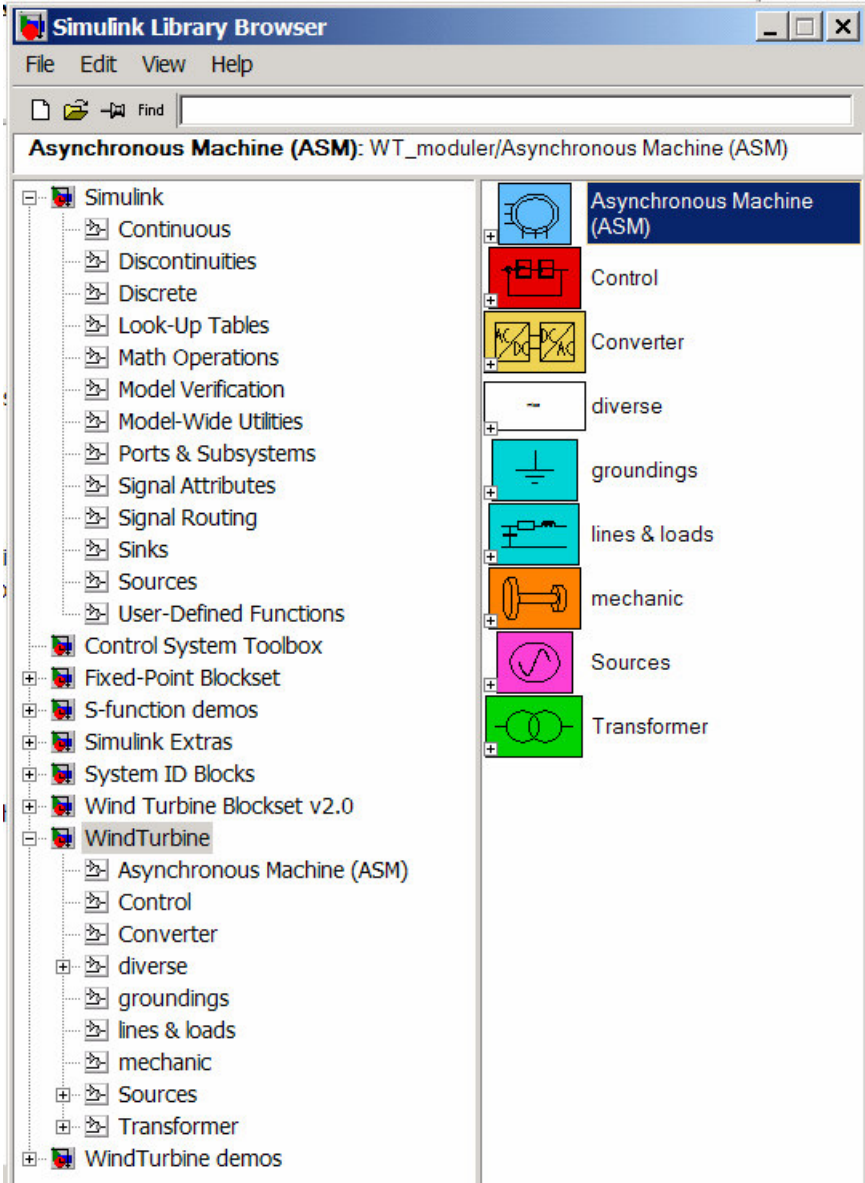 Simulink Library Browser
File Edit View Help
Find
Asynchronous Machine (ASM): WT_moduler/Asynchronous Machine (ASM)
Simulink
Continuous
Discontinuities
Discrete
Look-Up Tables
Math Operations
Model Verification
Model-Wide Utilities
Ports & Subsystems
Signal Attributes
Signal Routing
Sinks
Sources
User-Defined Functions
Control System Toolbox
Fixed-Point Blockset
S-function demos
Simulink Extras
System ID Blocks
Wind Turbine Blockset v2.0
WindTurbine
Asynchronous Machine (ASM)
Control
Converter
diverse
groundings
lines & loads
mechanic
Sources
Transformer
WindTurbine demos
Asynchronous Machine
(ASM)
Control
AC DC DC AC
Converter
diverse
groundings
lines & loads
mechanic
Sources
Transformer